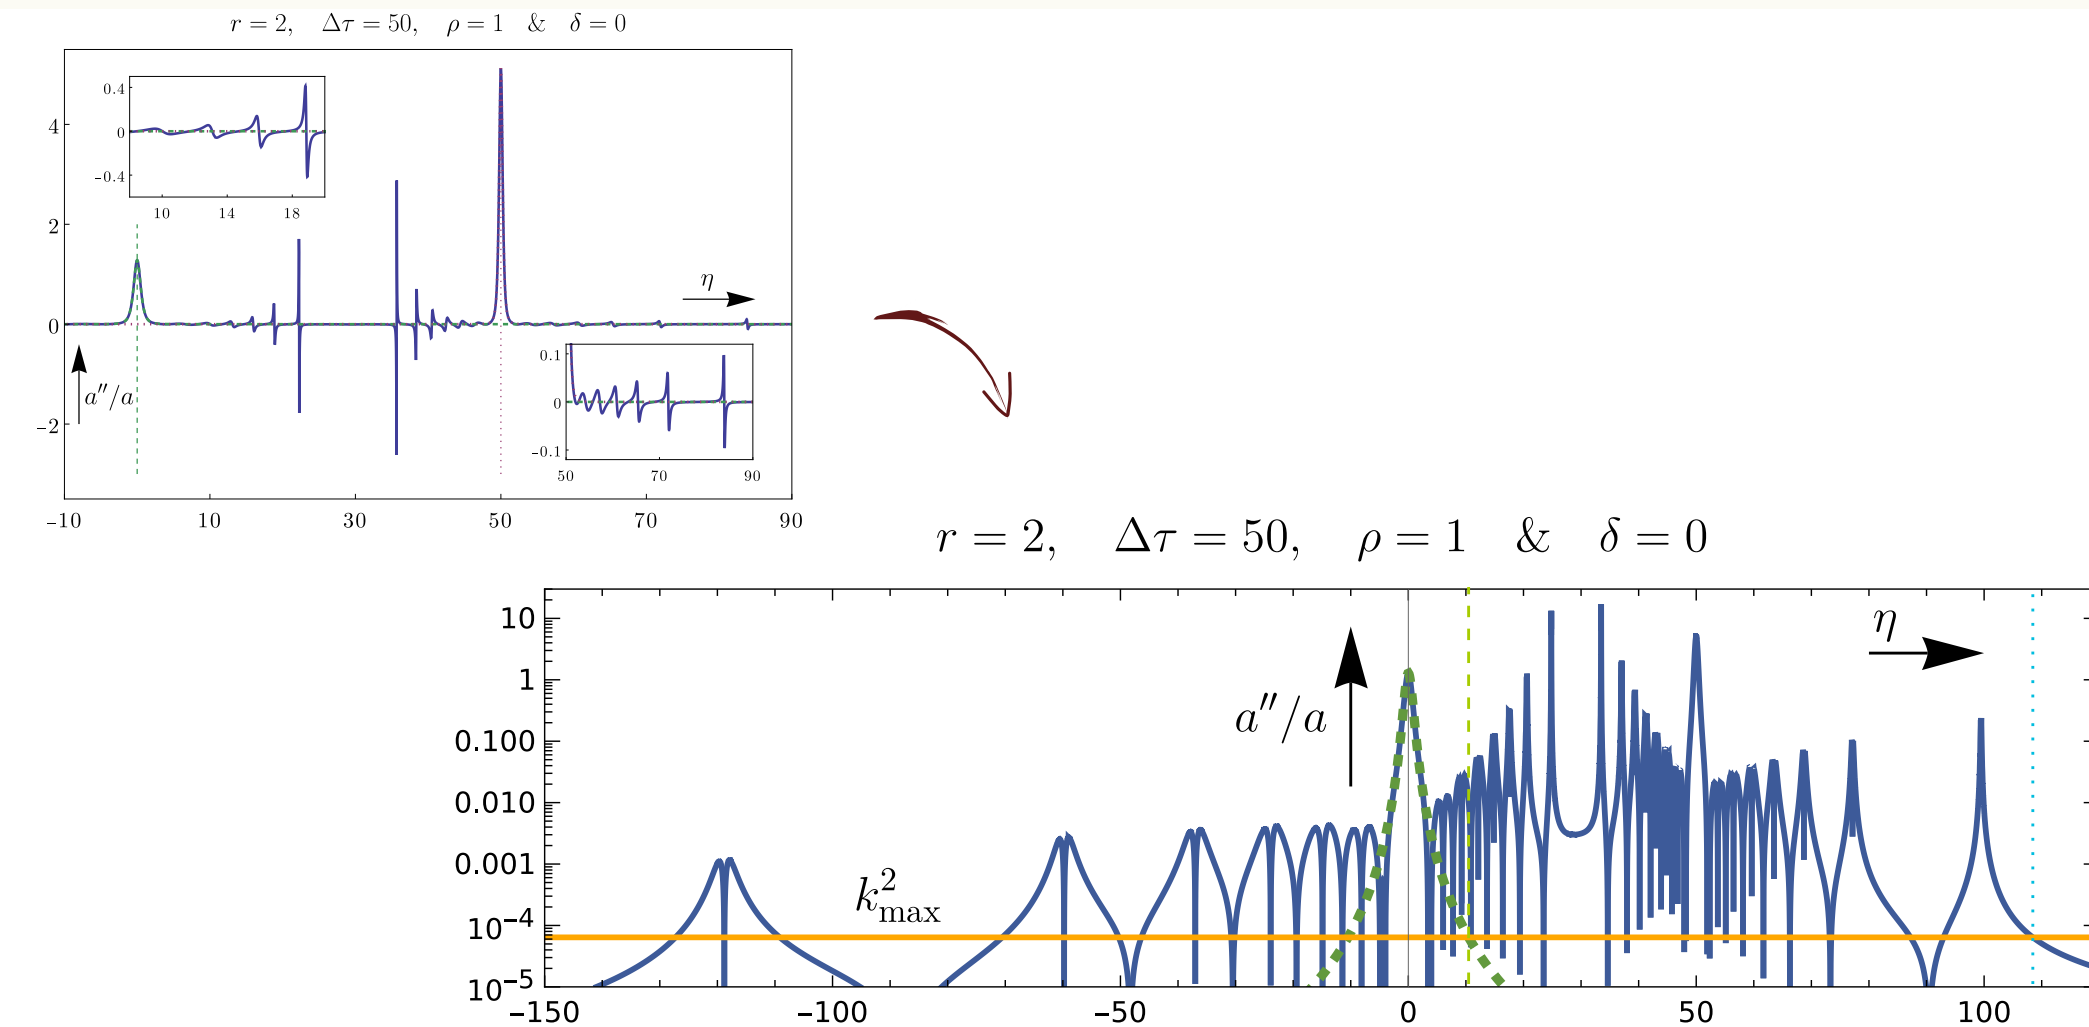 r = 2, Δτ = 50, ρ = 1 & δ = 0
0.4
0
−0.4
10 14 18
4
2
0
−2
η
a′′/a
0.1
0
−0.1
50 70 90
−10 10 30 50 70 90
r = 2, Δτ = 50, ρ = 1 & δ = 0
10
1
0.100
0.010
0.001
10⁻⁴
10⁻⁵
a′′/a
η
k²max
−150 −100 −50 0 50 100